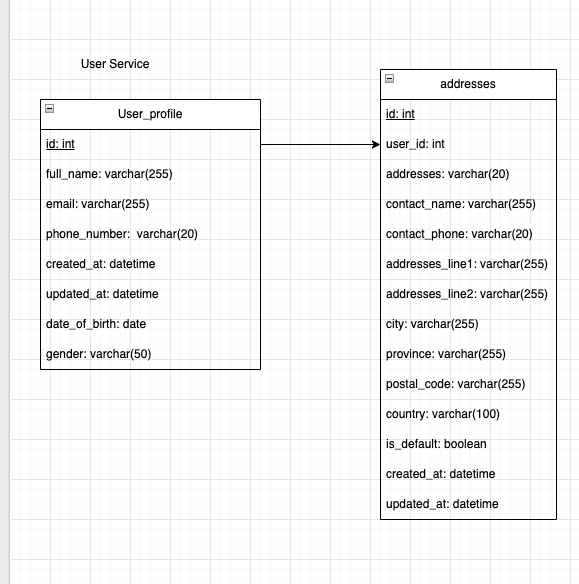 User Service
User_profile
id: int
full_name: varchar(255)
email: varchar(255)
phone_number:  varchar(20)
created_at: datetime
updated_at: datetime
date_of_birth: date
gender: varchar(50)
addresses
id: int
user_id: int
addresses: varchar(20)
contact_name: varchar(255)
contact_phone: varchar(20)
addresses_line1: varchar(255)
addresses_line2: varchar(255)
city: varchar(255)
province: varchar(255)
postal_code: varchar(255)
country: varchar(100)
is_default: boolean
created_at: datetime
updated_at: datetime